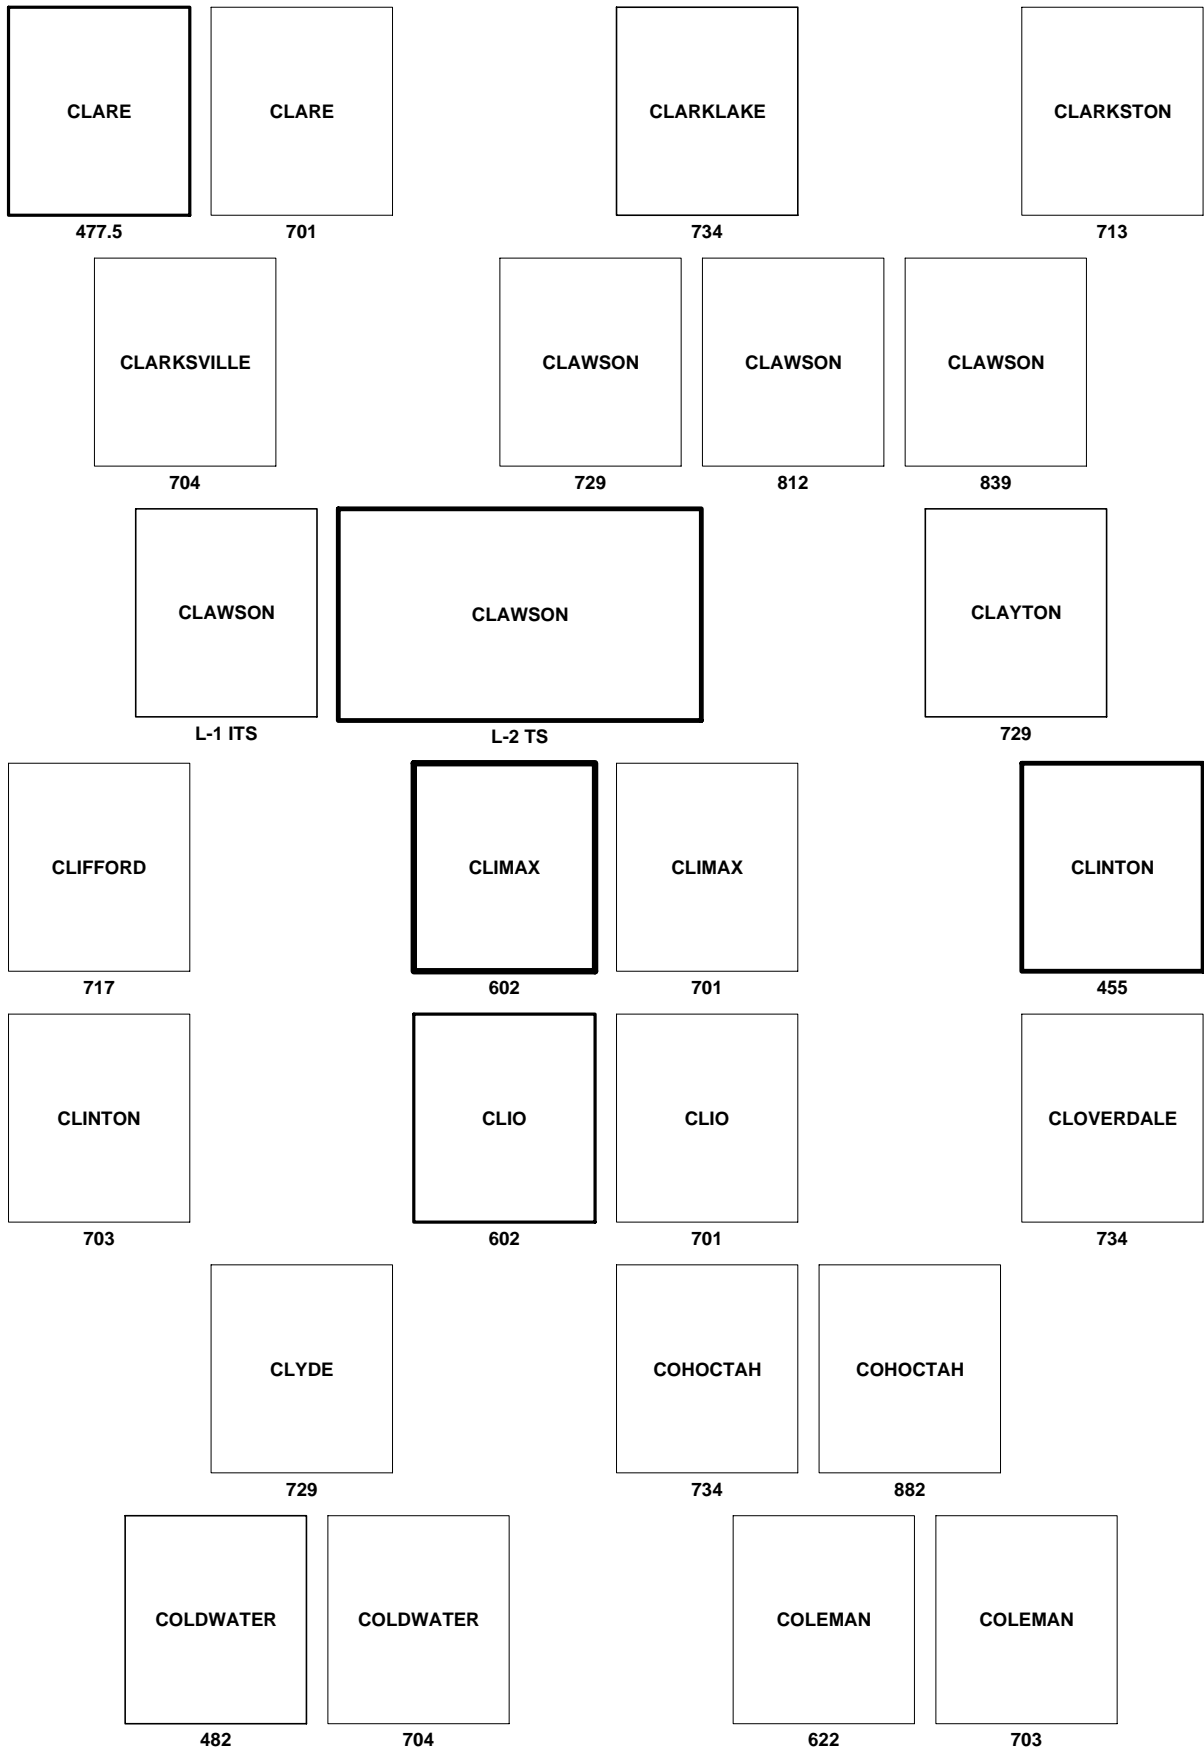 CLARE
CLARE
CLARKLAKE
CLARKSTON
477.5
701
734
713
CLARKSVILLE
CLAWSON
CLAWSON
CLAWSON
704
729
812
839
CLAWSON
CLAWSON
CLAYTON
L-1 ITS
L-2 TS
729
CLIFFORD
CLIMAX
CLIMAX
CLINTON
717
602
701
455
CLINTON
CLIO
CLIO
CLOVERDALE
703
602
701
734
CLYDE
COHOCTAH
COHOCTAH
729
734
882
COLDWATER
COLDWATER
COLEMAN
COLEMAN
482
704
622
703